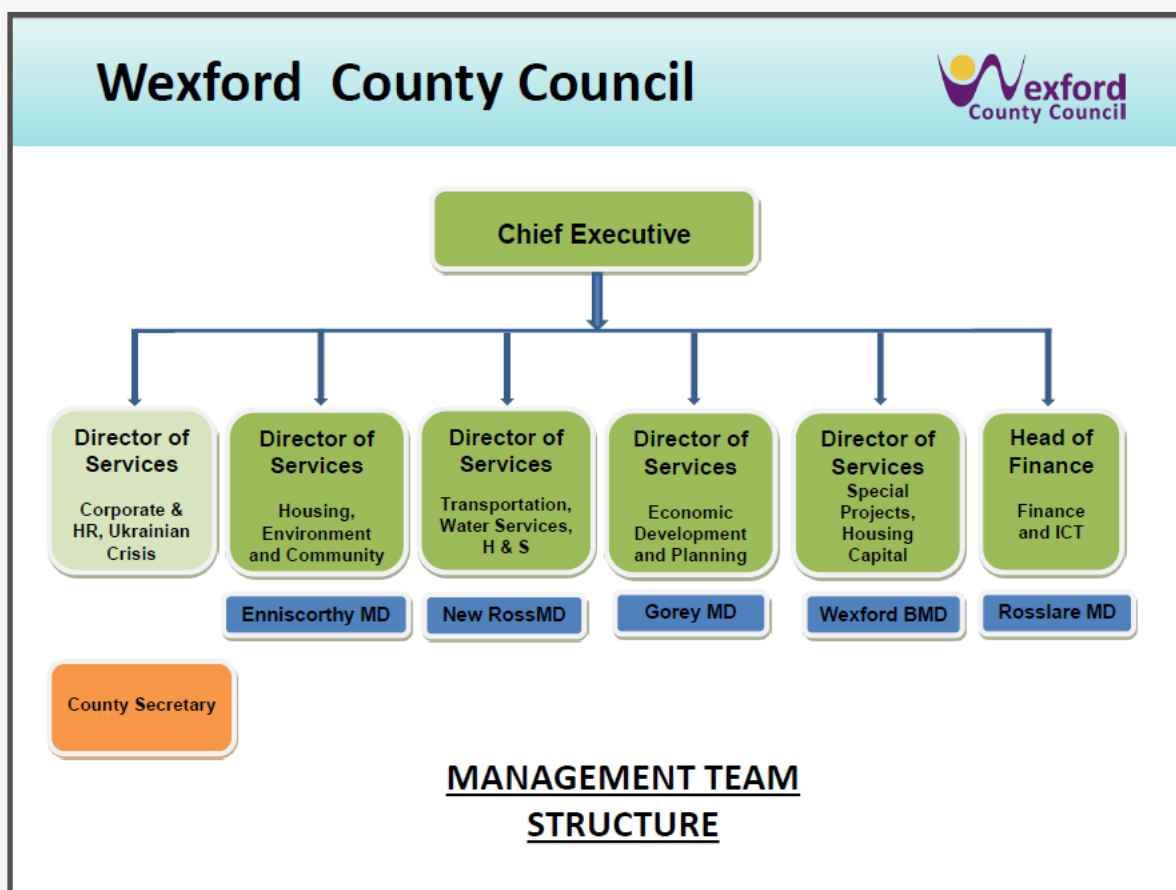 Wexford County Council
Wexford
County Council
Chief Executive
Director of
Services
Corporate &
HR, Ukrainian
Crisis
Director of
Services
Housing,
Environment
and Community
Director of
Services
Transportation,
Water Services,
H & S
Director of
Services
Economic
Development
and Planning
Director of
Services
Special
Projects,
Housing
Capital
Head of
Finance
Finance
and ICT
Enniscorthy MD
New RossMD
Gorey MD
Wexford BMD
Rosslare MD
County Secretary
MANAGEMENT TEAM
STRUCTURE